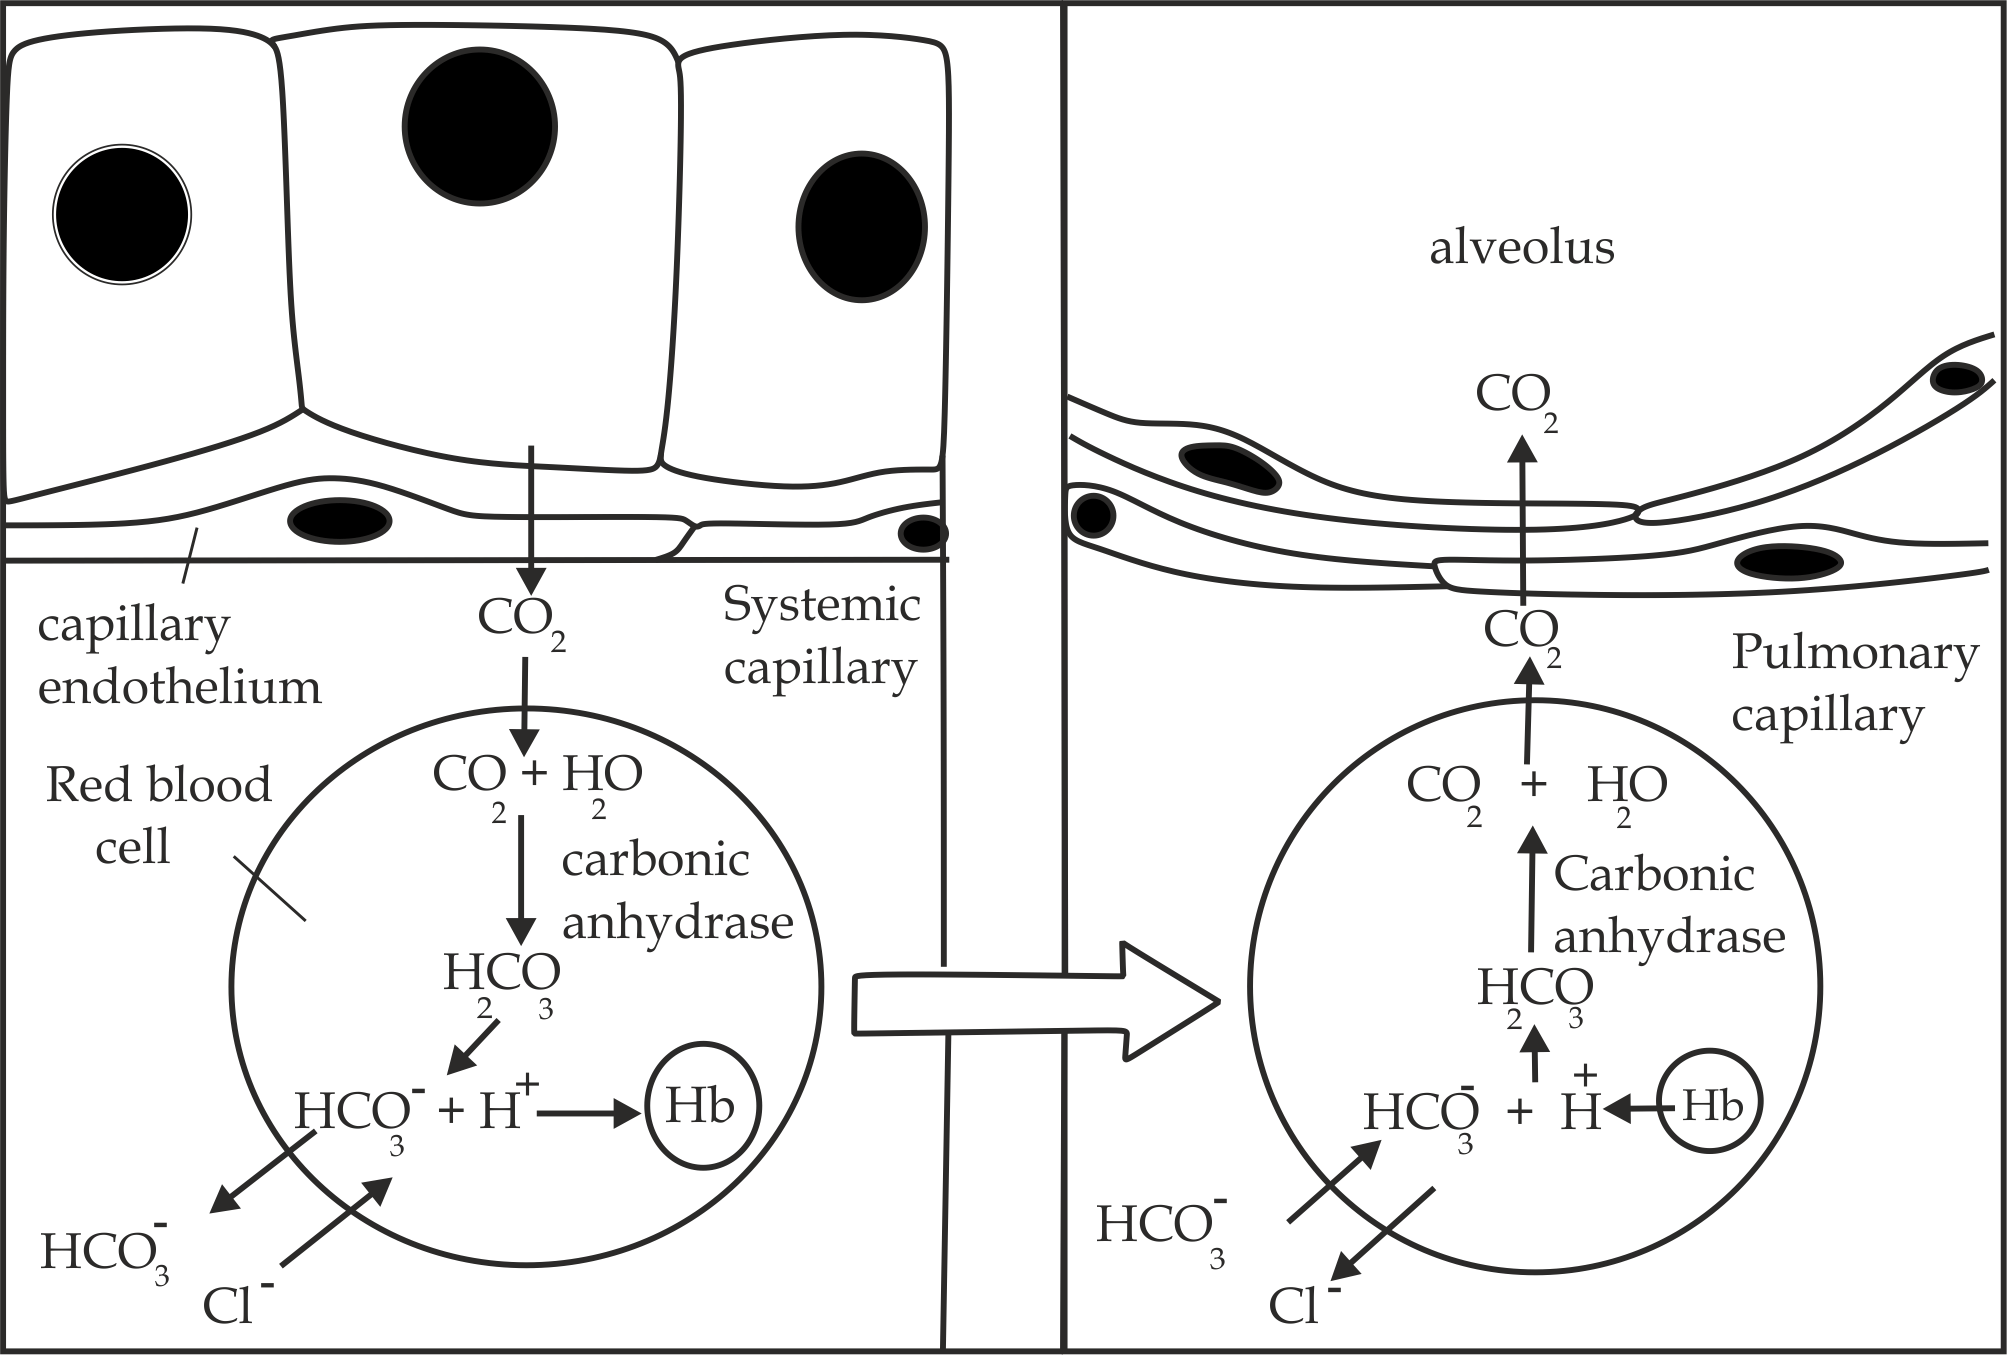 capillary
endothelium
CO₂
Systemic
capillary
Red blood
cell
CO₂ + H₂O
carbonic
anhydrase
H₂CO₃
HCO₃⁻ + H⁺
Hb
HCO₃⁻
Cl⁻
alveolus
CO₂
CO₂
Pulmonary
capillary
CO₂ + H₂O
Carbonic
anhydrase
H₂CO₃
HCO₃⁻ + H⁺
Hb
HCO₃⁻
Cl⁻